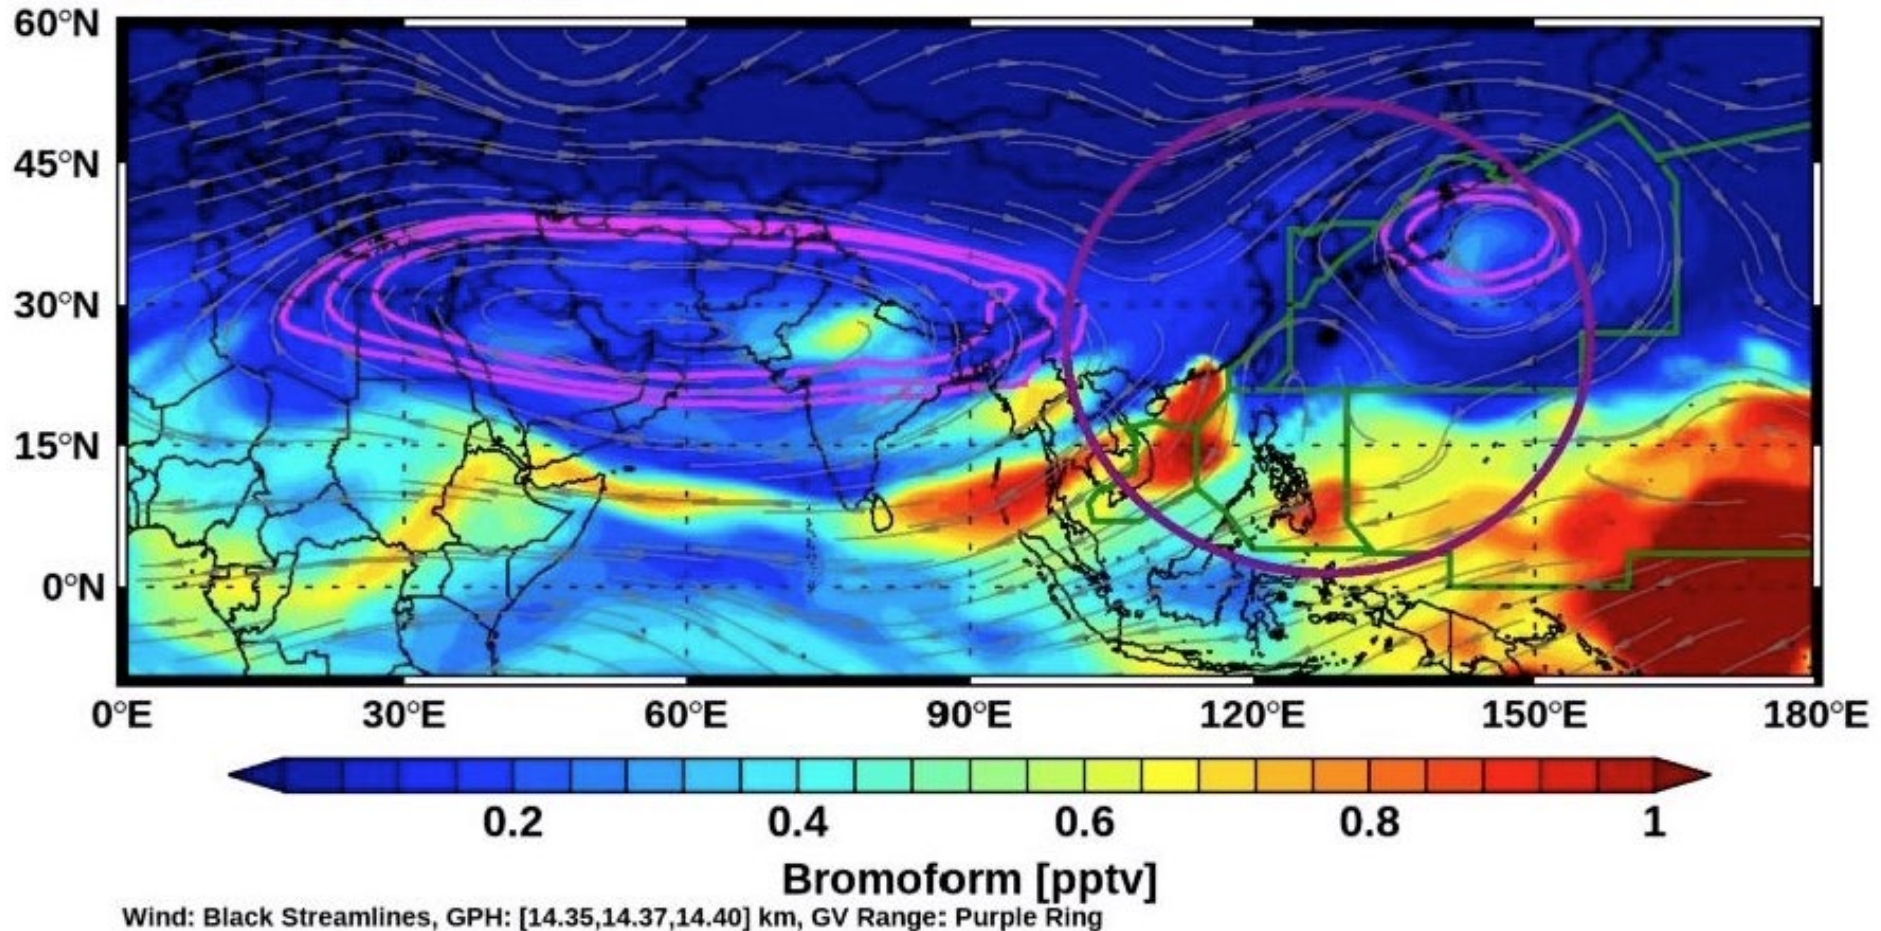 60°N
45°N
30°N
15°N
0°N
0°E 30°E 60°E 90°E 120°E 150°E 180°E
0.2 0.4 0.6 0.8 1
Bromoform [pptv]
Wind: Black Streamlines, GPH: [14.35,14.37,14.40] km, GV Range: Purple Ring